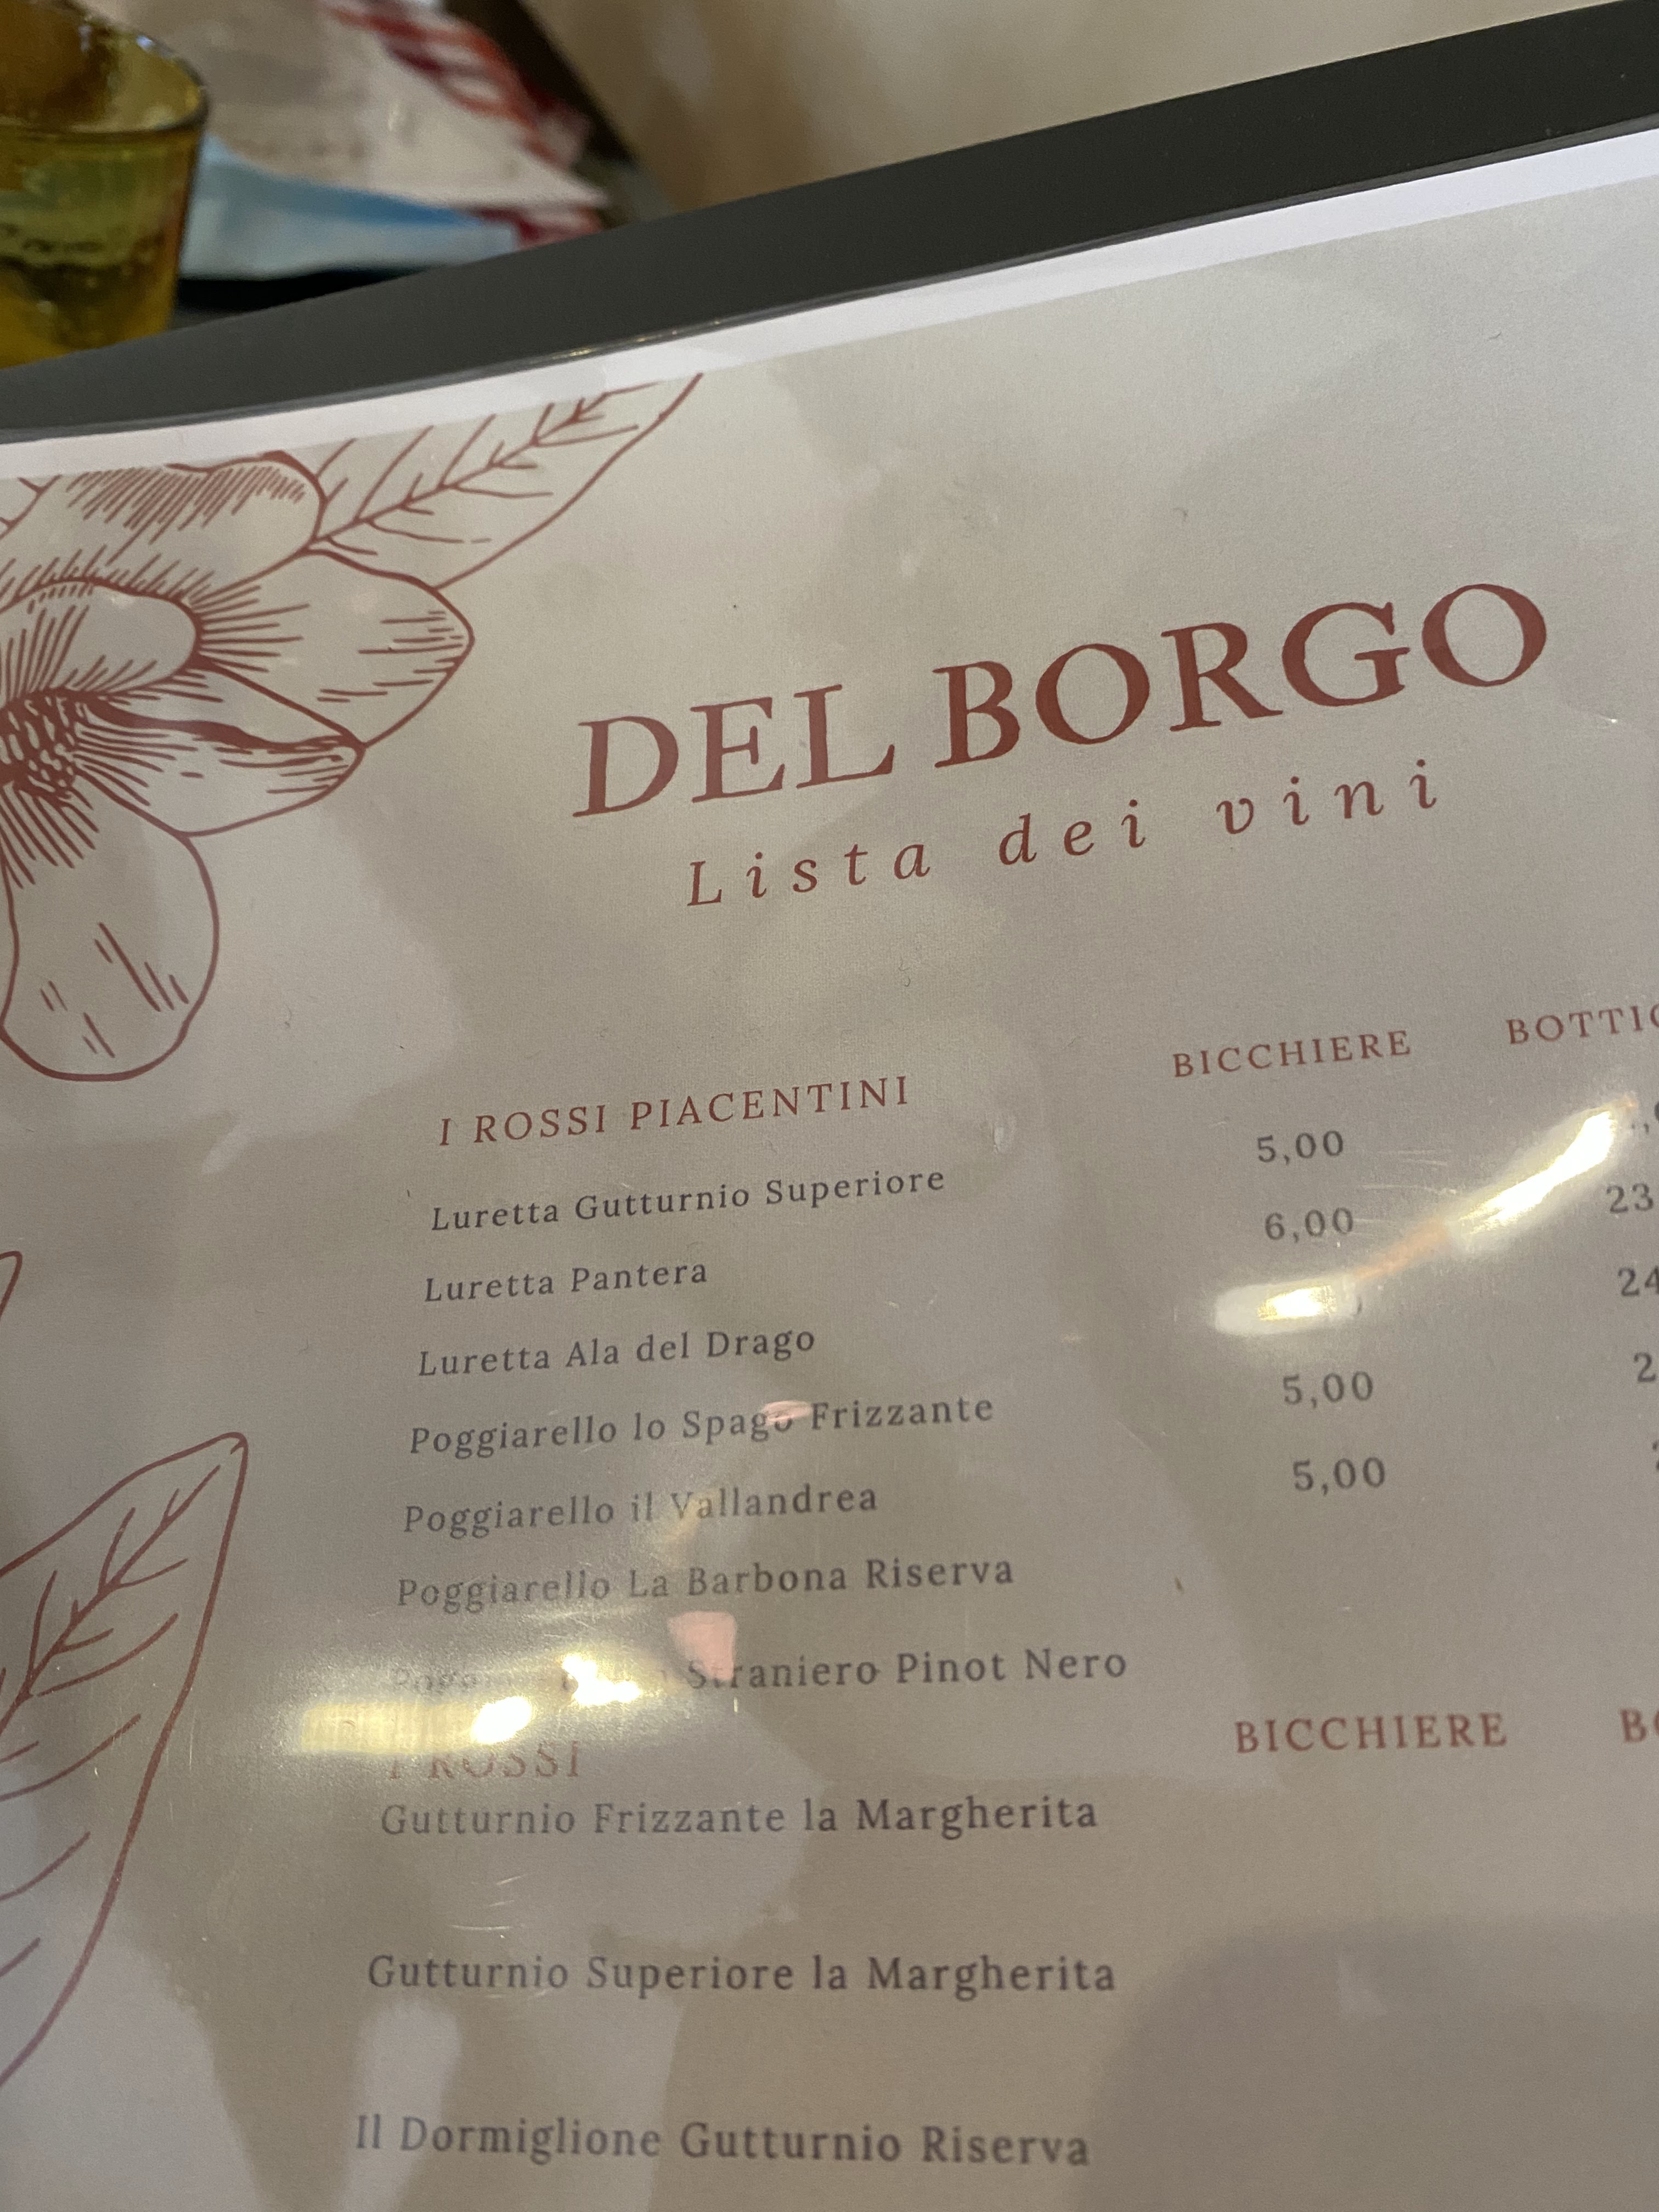 DEL BORGO
Lista dei vini
I ROSSI PIACENTINI BICCHIERE
Luretta Gutturnio Superiore 5,00
Luretta Pantera 6,00 23
Luretta Ala del Drago 24
Poggiarello lo Spago Frizzante 5,00
Poggiarello il Vallandrea 5,00
Poggiarello La Barbona Riserva
Straniero Pinot Nero
I ROSSI BICCHIERE
Gutturnio Frizzante la Margherita
Gutturnio Superiore la Margherita
Il Dormiglione Gutturnio Riserva